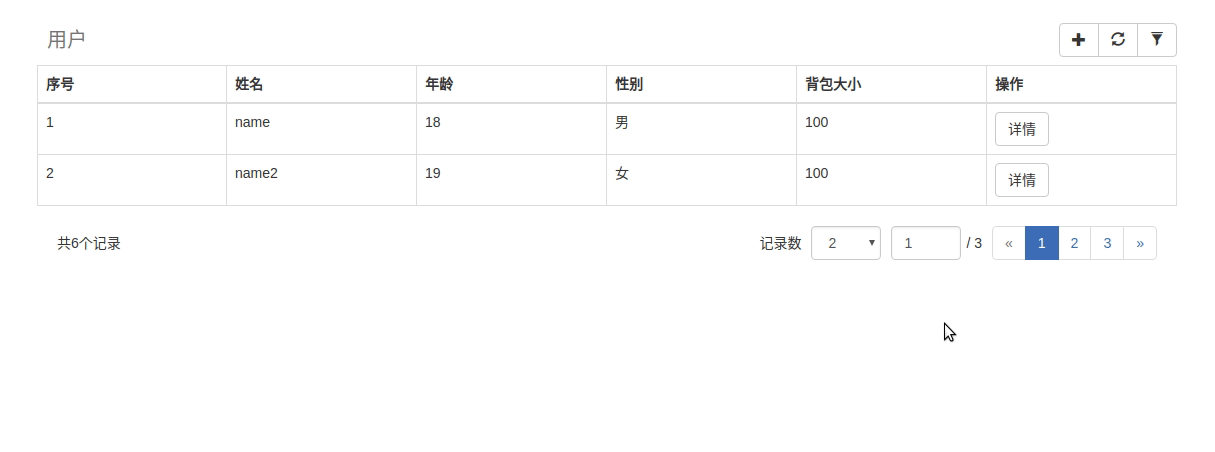 用户
序号 姓名 年龄 性别 背包大小 操作
1 name 18 男 100 详情
2 name2 19 女 100 详情
共6个记录 记录数 2 1 / 3 « 1 2 3 »